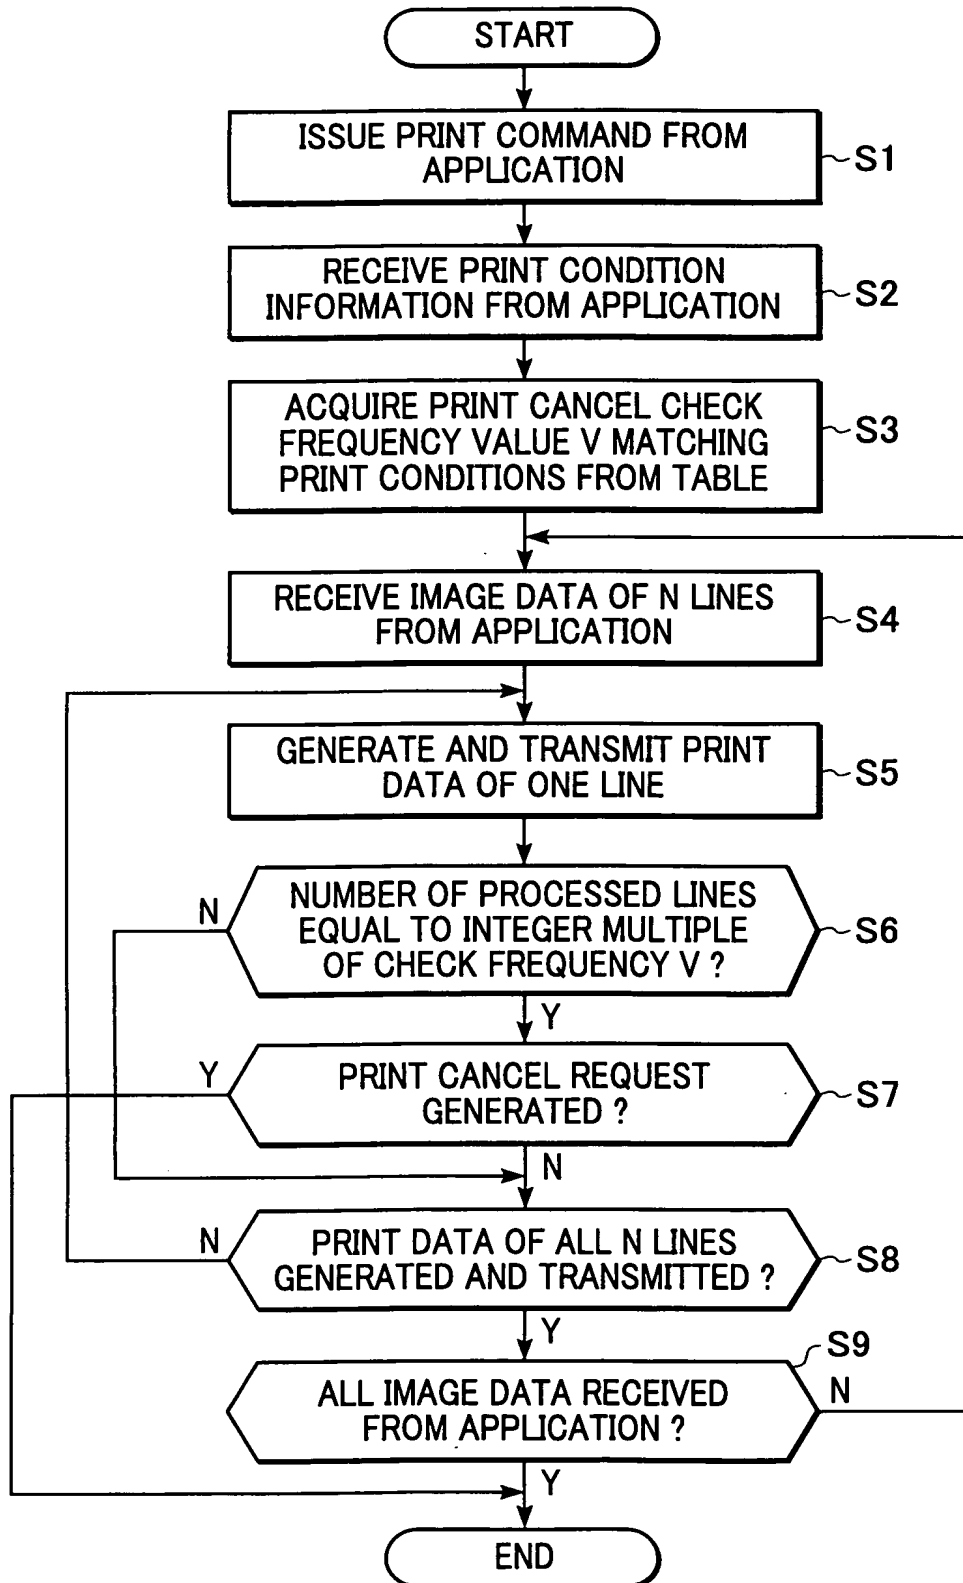 START
ISSUE PRINT COMMAND FROM
APPLICATION
S1
RECEIVE PRINT CONDITION
INFORMATION FROM APPLICATION
S2
ACQUIRE PRINT CANCEL CHECK
FREQUENCY VALUE V MATCHING
PRINT CONDITIONS FROM TABLE
S3
RECEIVE IMAGE DATA OF N LINES
FROM APPLICATION
S4
GENERATE AND TRANSMIT PRINT
DATA OF ONE LINE
S5
N
NUMBER OF PROCESSED LINES
EQUAL TO INTEGER MULTIPLE
OF CHECK FREQUENCY V ?
S6
Y
Y
PRINT CANCEL REQUEST
GENERATED ?
S7
N
N
PRINT DATA OF ALL N LINES
GENERATED AND TRANSMITTED ?
S8
Y
S9
ALL IMAGE DATA RECEIVED
FROM APPLICATION ?
N
Y
END